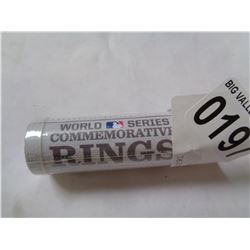 WORLD SERIES
COMMEMORATIVE
RINGS
BIG VALL
019